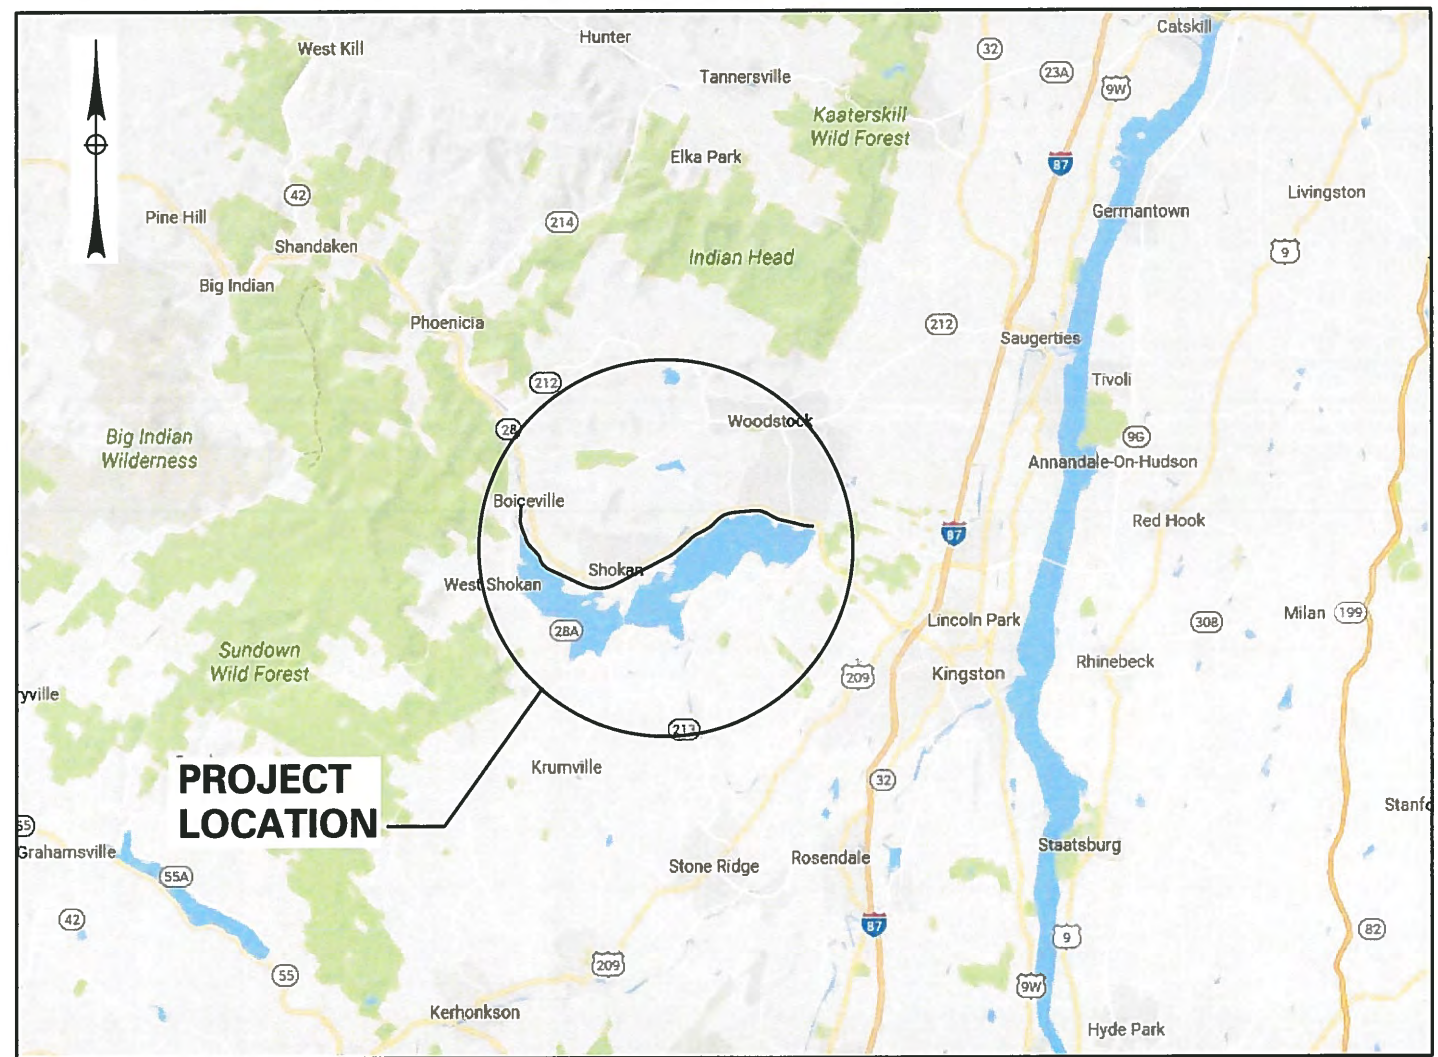 Catskill
Hunter
West Kill
32
23A
Tannersville
9W
Kaaterskill
Wild Forest
Elka Park
87
Livingston
42
Germantown
Pine Hill
214
Shandaken
9
Indian Head
Big Indian
Phoenicia
212
Saugerties
212
Tivoli
Woodstock
28
9G
Big Indian
Wilderness
Annandale-On-Hudson
Boiceville
Red Hook
87
Shokan
West Shokan
Milan
199
Lincoln Park
308
28A
Sundown
Wild Forest
Rhinebeck
Kingston
209
ryville
213
Krumville
PROJECT
LOCATION
32
Stanfo
55
Staatsburg
Grahamsville
Rosendale
Stone Ridge
55A
42
87
82
9
209
55
9W
Kerhonkson
Hyde Park